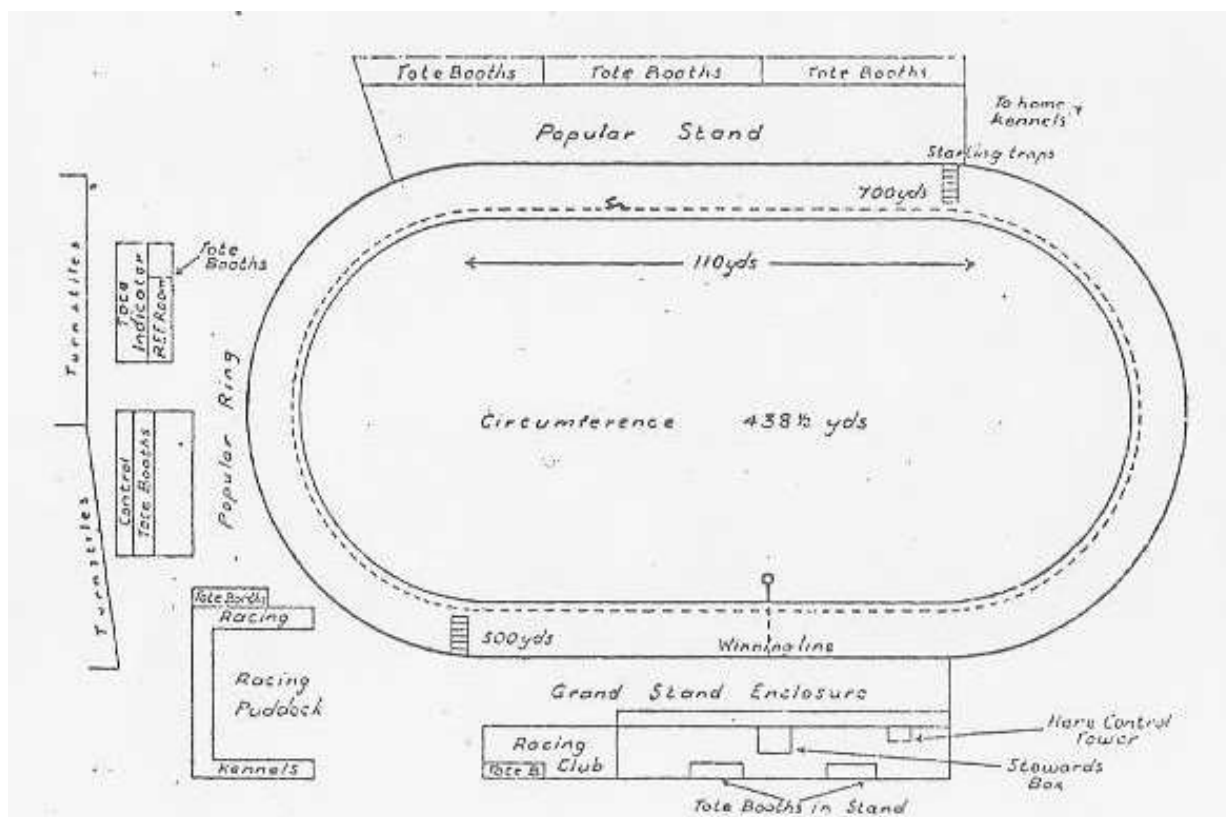 Tote Booths
Tote Booths
Tote Booths
Popular Stand
To home
kennels
Starting traps
700yds
110yds
Turnstiles
Tote
Indicator
REF Room
Tote
Booths
Popular Ring
Circumference 438½ yds
Control
Tote Booths
Turnstiles
Tote Booths
Racing
Racing
Puddock
Kennels
500yds
Winning line
Grand Stand Enclosure
Racing
Club
Tote B.
Hare Control
Tower
Stewards
Box
Tote Booths in Stand